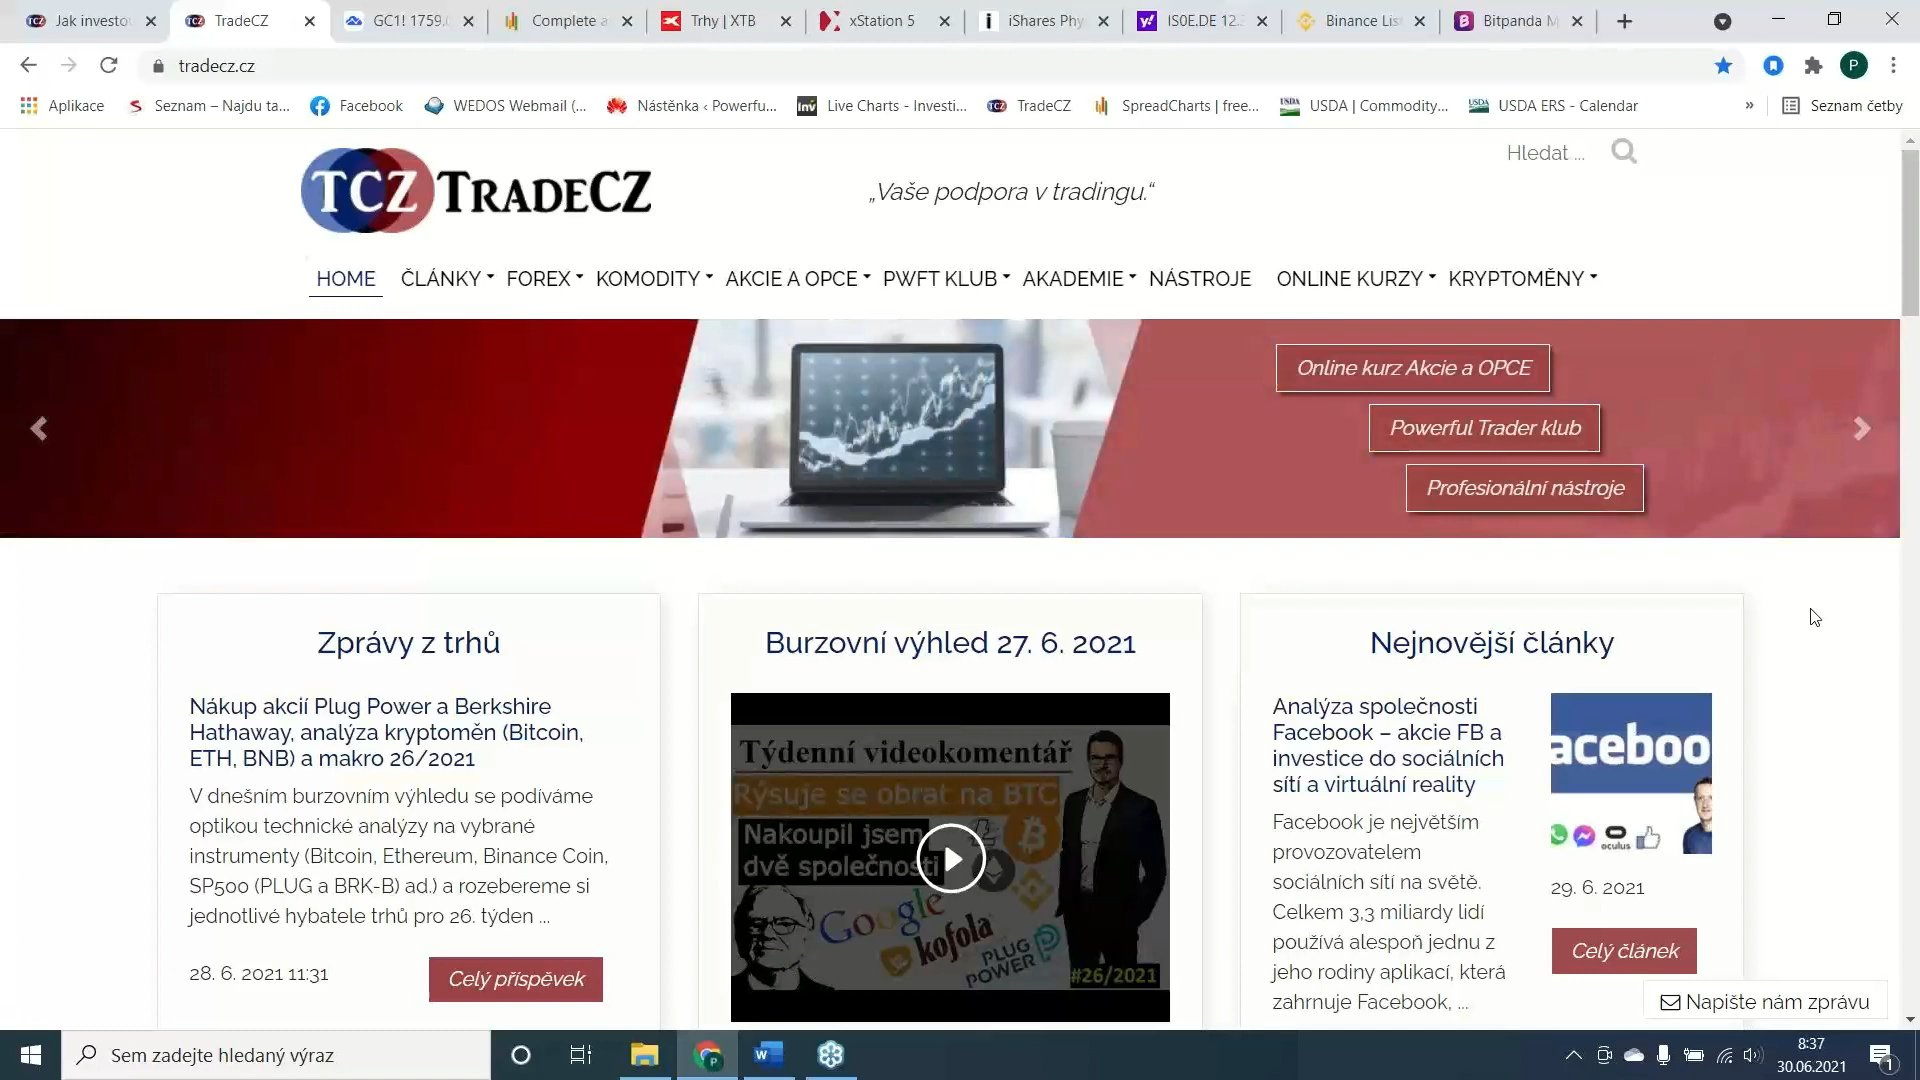 Jak investo
TradeCZ
GC1! 1759.
Complete a
Trhy | XTB
xStation 5
iShares Phy
IS0E.DE 12.
Binance Lis
Bitpanda M
tradecz.cz
P
Aplikace
Seznam – Najdu ta...
Facebook
WEDOS Webmail (...
Nástěnka ‹ Powerfu...
Inv
Live Charts - Investi...
TradeCZ
SpreadCharts | free...
USDA
USDA | Commodity...
USDA
USDA ERS - Calendar
»
Seznam četby
TCZ TRADECZ
„Vaše podpora v tradingu.“
Hledat ...
HOME
ČLÁNKY
FOREX
KOMODITY
AKCIE A OPCE
PWFT KLUB
AKADEMIE
NÁSTROJE
ONLINE KURZY
KRYPTOMĚNY
Online kurz Akcie a OPCE
Powerful Trader klub
Profesionální nástroje
Zprávy z trhů
Nákup akcií Plug Power a Berkshire
Hathaway, analýza kryptoměn (Bitcoin,
ETH, BNB) a makro 26/2021
V dnešním burzovním výhledu se podíváme
optikou technické analýzy na vybrané
instrumenty (Bitcoin, Ethereum, Binance Coin,
SP500 (PLUG a BRK-B) ad.) a rozebereme si
jednotlivé hybatele trhů pro 26. týden ...
28. 6. 2021 11:31
Celý příspěvek
Burzovní výhled 27. 6. 2021
Týdenní videokomentář
Rýsuje se obrat na BTC
Nakoupil jsem
dvě společnosti
Google
kofola
PLUG
POWER
#26/2021
Nejnovější články
Analýza společnosti
Facebook – akcie FB a
investice do sociálních
sítí a virtuální reality
Facebook je největším
provozovatelem
sociálních sítí na světě.
Celkem 3,3 miliardy lidí
používá alespoň jednu z
jeho rodiny aplikací, která
zahrnuje Facebook, ...
aceboo
oculus
29. 6. 2021
Celý článek
Napište nám zprávu
Sem zadejte hledaný výraz
8:37
30.06.2021
1